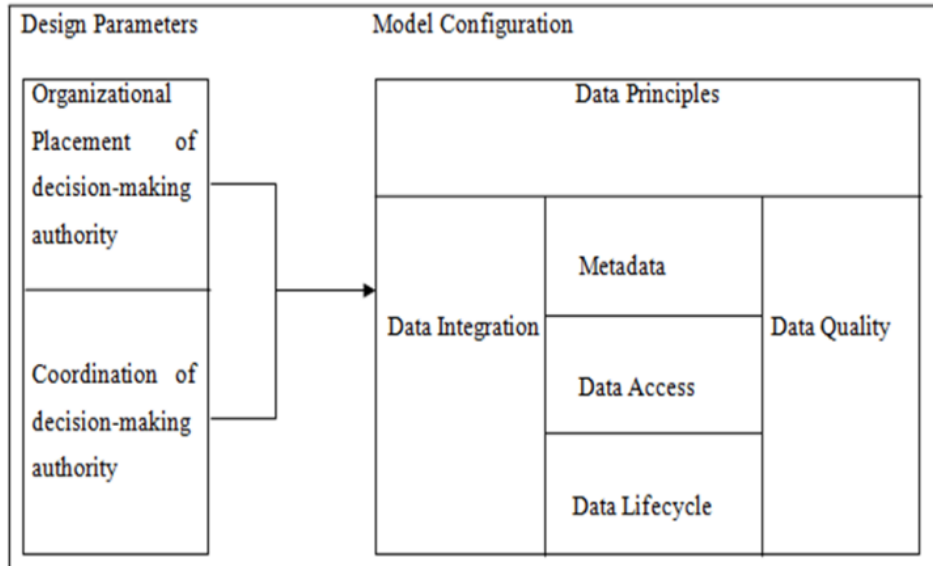 Design Parameters
Model Configuration
Organizational
Placement of
decision-making
authority
Coordination of
decision-making
authority
Data Principles
Data Integration
Metadata
Data Access
Data Lifecycle
Data Quality